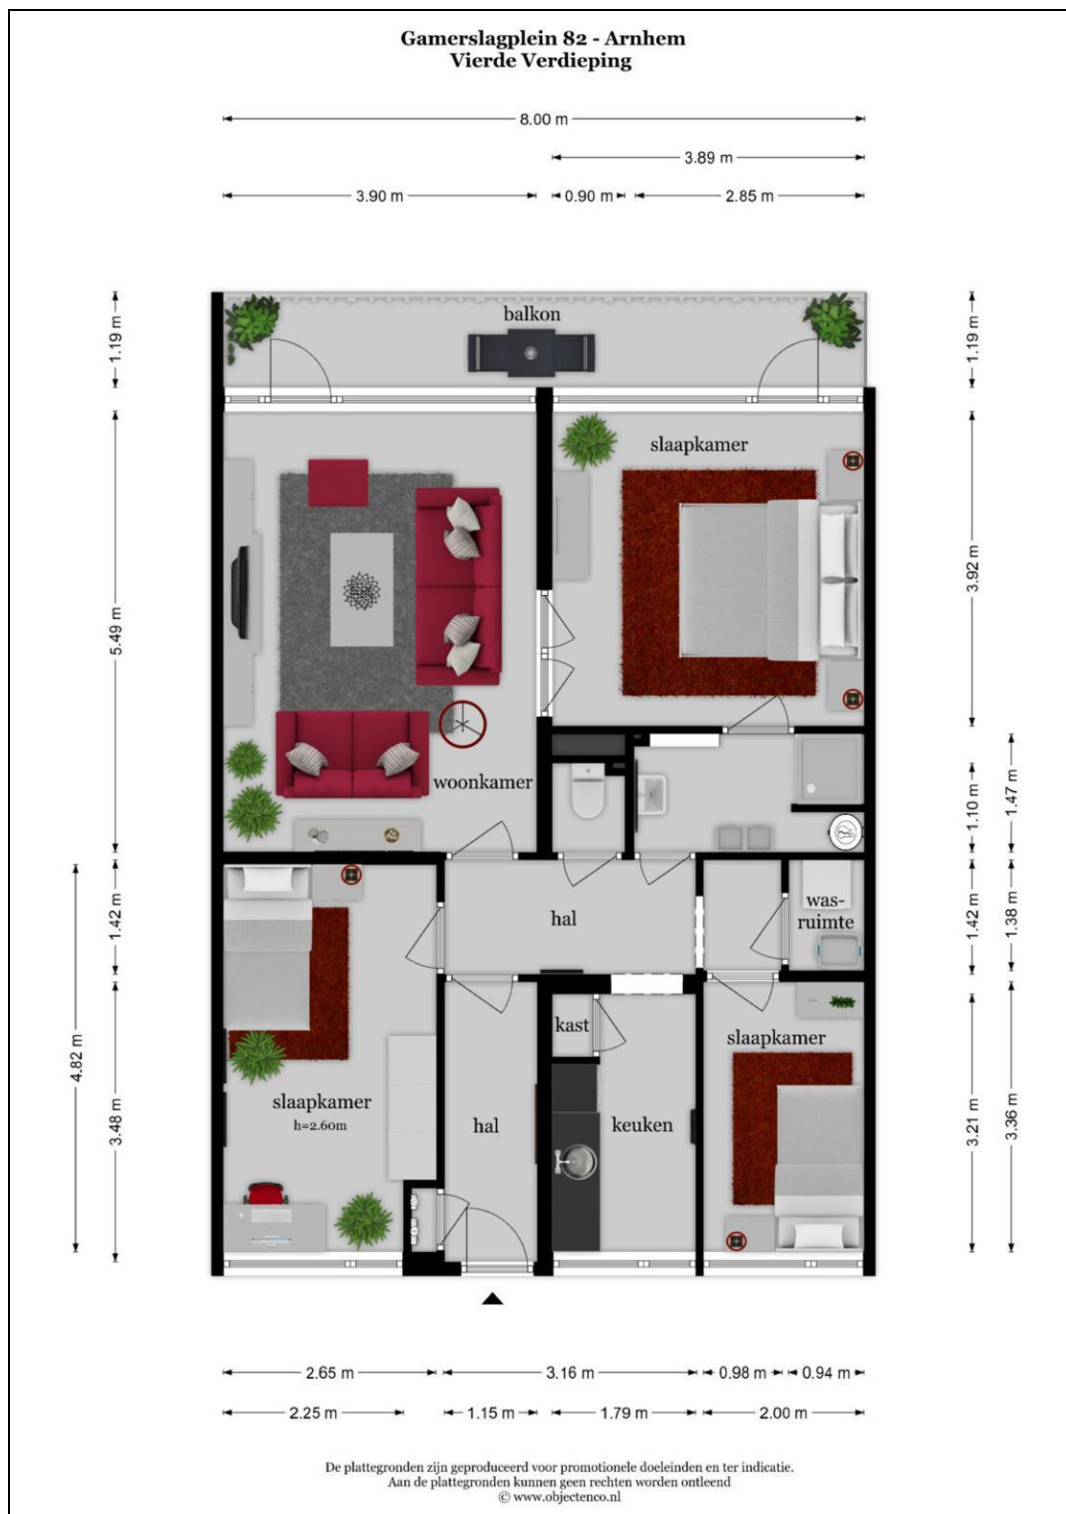 Gamerslagplein 82 - Arnhem
Vierde Verdieping
8.00 m
3.89 m
3.90 m
0.90 m
2.85 m
1.19 m
balkon
1.19 m
slaapkamer
5.49 m
3.92 m
woonkamer
1.10 m
1.47 m
1.42 m
hal
was-
ruimte
1.42 m
1.38 m
4.82 m
3.48 m
kast
slaapkamer
slaapkamer
h=2.60m
hal
keuken
3.21 m
3.36 m
2.65 m
3.16 m
0.98 m
0.94 m
2.25 m
1.15 m
1.79 m
2.00 m
De plattegronden zijn geproduceerd voor promotionele doeleinden en ter indicatie.
Aan de plattegronden kunnen geen rechten worden ontleend
© www.objectenco.nl